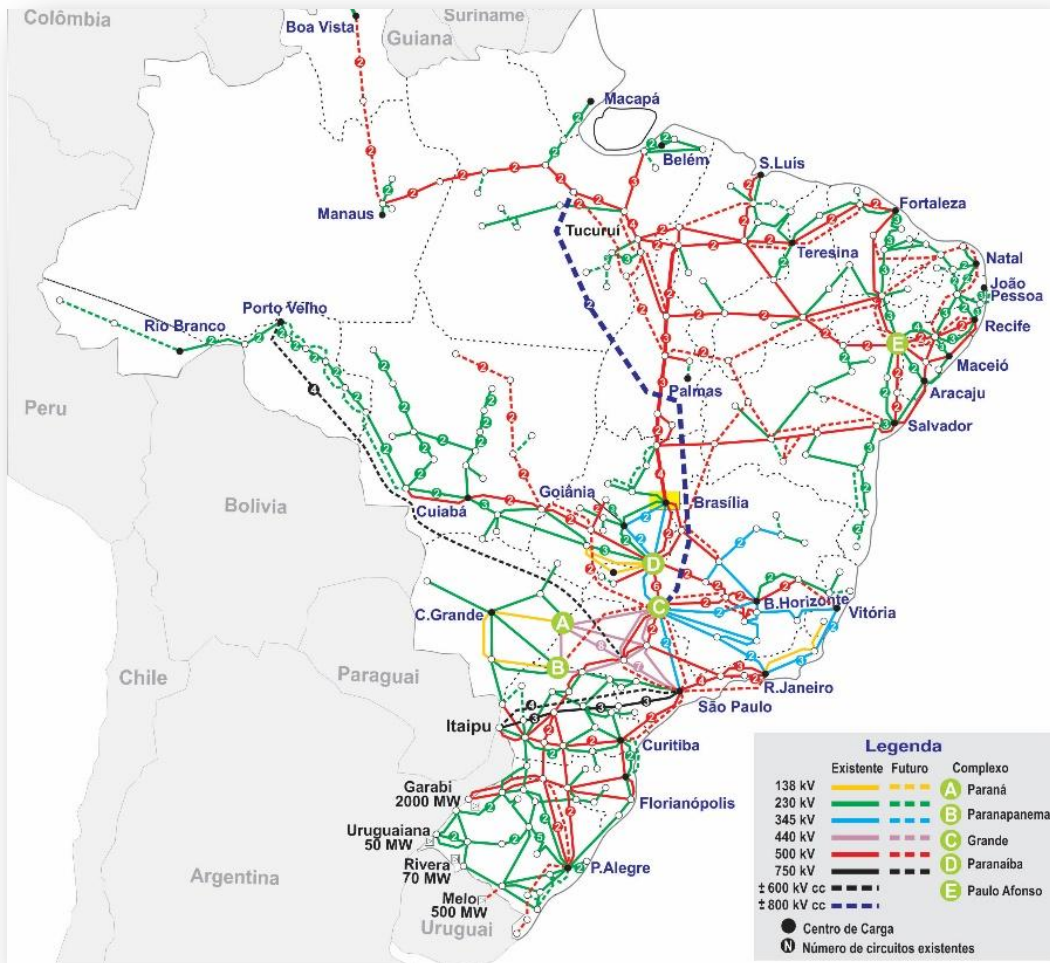 Colômbia
Suriname
Guiana
Boa Vista
Macapá
Belém
S.Luís
Manaus
Fortaleza
Tucuruí
Teresina
Natal
João
Pessoa
Porto Velho
Rio Branco
Recife
E
Maceió
Palmas
Aracaju
Peru
Salvador
Bolivia
Goiânia
Brasília
Cuiabá
D
C
B.Horizonte
Vitória
C.Grande
A
B
Chile
Paraguai
R.Janeiro
São Paulo
Itaipu
Curitiba
Garabi
2000 MW
Florianópolis
Uruguaiana
50 MW
Rivera
70 MW
P.Alegre
Melo
500 MW
Argentina
Uruguai
Legenda
Existente Futuro Complexo
138 kV A Paraná
230 kV B Paranapanema
345 kV
440 kV C Grande
500 kV D Paranaíba
750 kV
±600 kV cc E Paulo Afonso
±800 kV cc
Centro de Carga
N Número de circuitos existentes